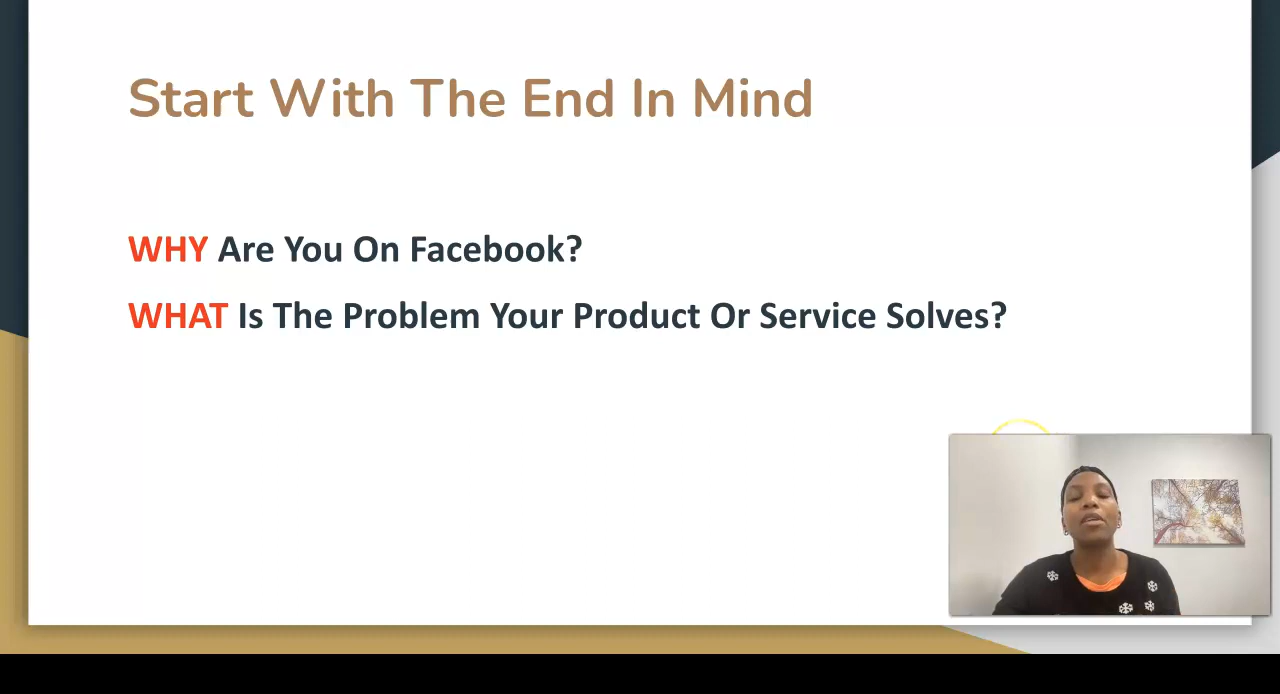 Start With The End In Mind
WHY Are You On Facebook?
WHAT Is The Problem Your Product Or Service Solves?